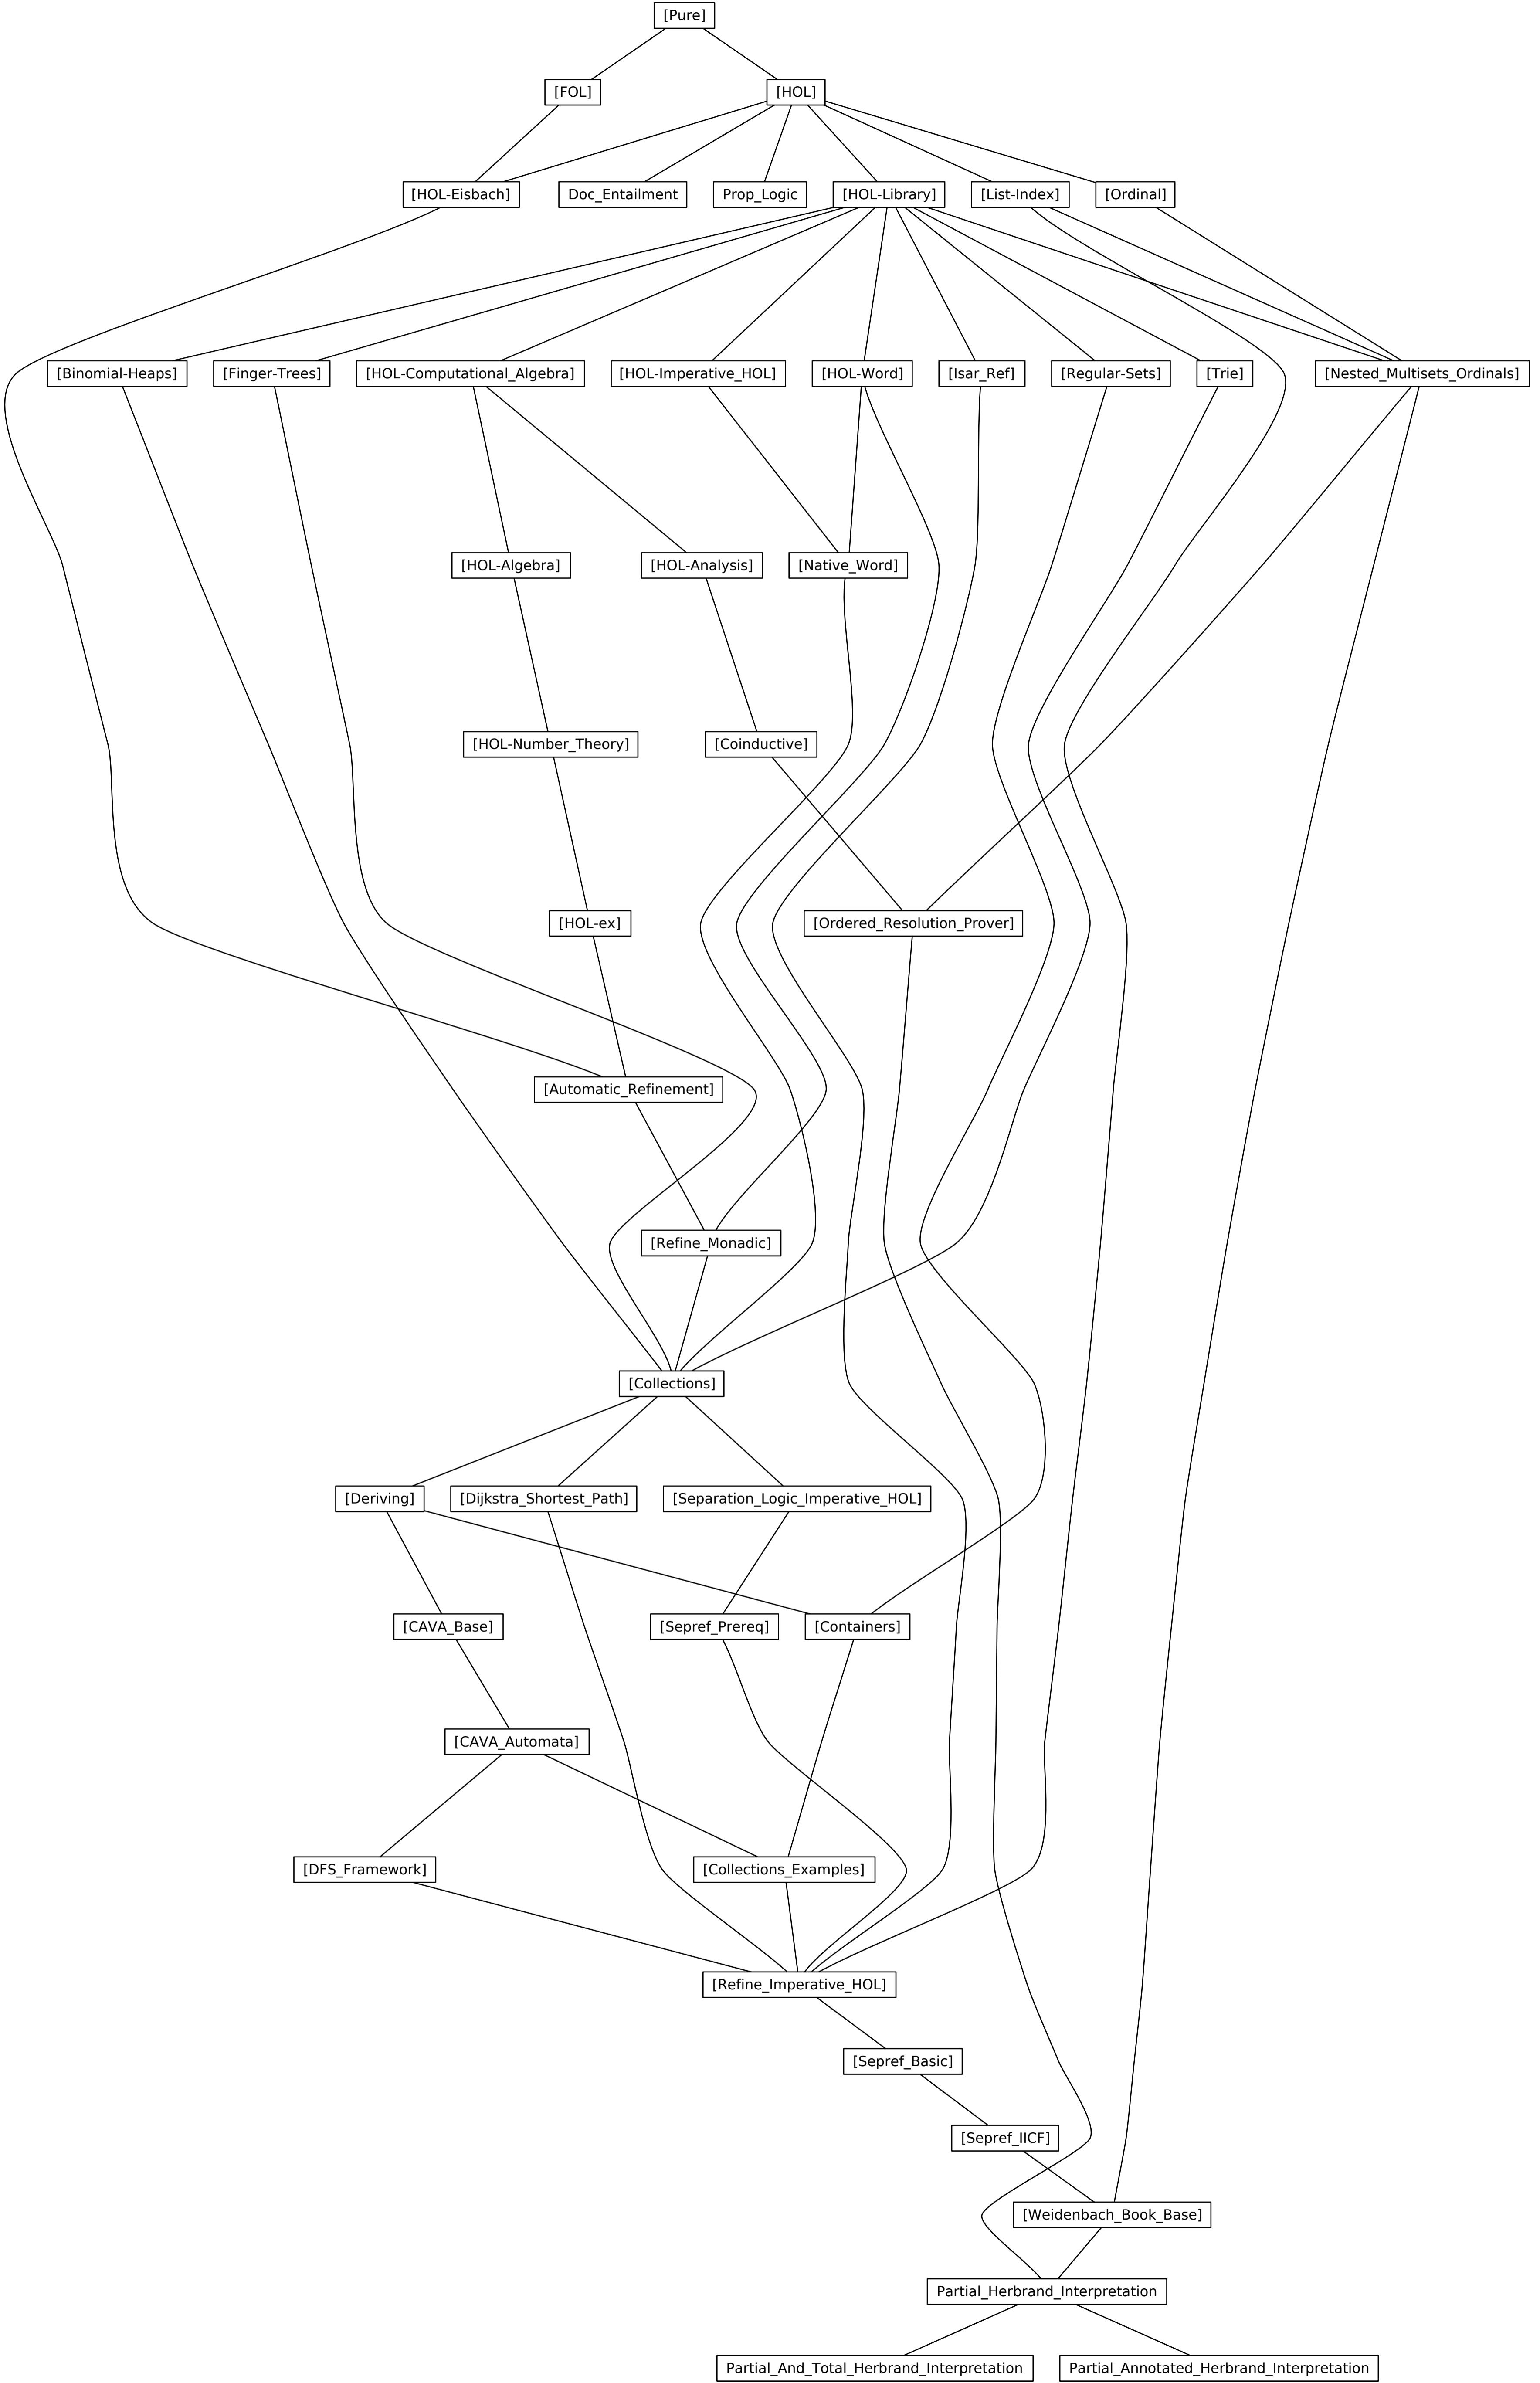 [Pure]
[FOL]
[HOL]
[HOL-Eisbach]
Doc_Entailment
Prop_Logic
[HOL-Library]
[List-Index]
[Ordinal]
[Binomial-Heaps]
[Finger-Trees]
[HOL-Computational_Algebra]
[HOL-Imperative_HOL]
[HOL-Word]
[Isar_Ref]
[Regular-Sets]
[Trie]
[Nested_Multisets_Ordinals]
[HOL-Algebra]
[HOL-Analysis]
[Native_Word]
[HOL-Number_Theory]
[Coinductive]
[HOL-ex]
[Ordered_Resolution_Prover]
[Automatic_Refinement]
[Refine_Monadic]
[Collections]
[Deriving]
[Dijkstra_Shortest_Path]
[Separation_Logic_Imperative_HOL]
[CAVA_Base]
[Sepref_Prereq]
[Containers]
[CAVA_Automata]
[DFS_Framework]
[Collections_Examples]
[Refine_Imperative_HOL]
[Sepref_Basic]
[Sepref_IICF]
[Weidenbach_Book_Base]
Partial_Herbrand_Interpretation
Partial_And_Total_Herbrand_Interpretation
Partial_Annotated_Herbrand_Interpretation